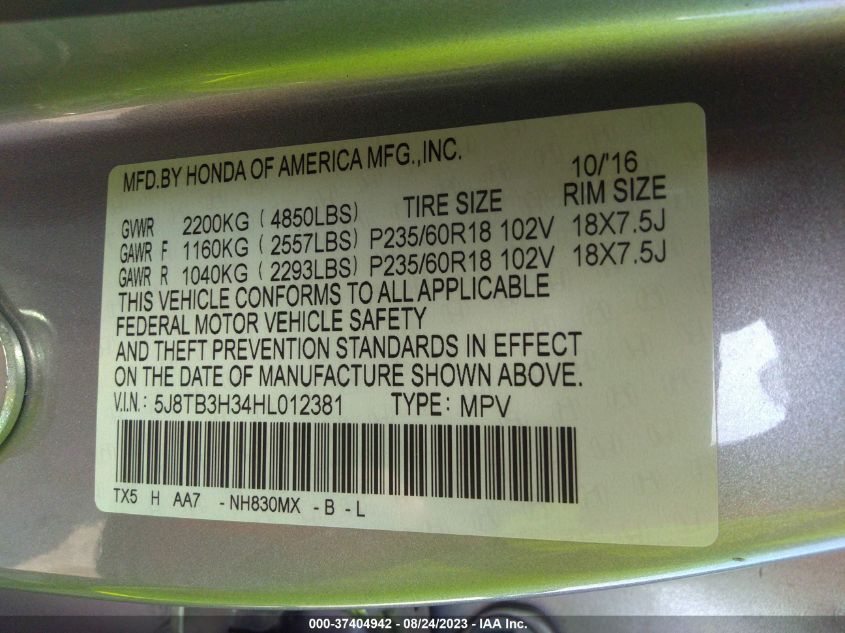 MFD.BY HONDA OF AMERICA MFG.,INC. 10/'16
TIRE SIZE RIM SIZE
GVWR 2200KG (4850LBS)
GAWR F 1160KG (2557LBS) P235/60R18 102V 18X7.5J
GAWR R 1040KG (2293LBS) P235/60R18 102V 18X7.5J
THIS VEHICLE CONFORMS TO ALL APPLICABLE
FEDERAL MOTOR VEHICLE SAFETY
AND THEFT PREVENTION STANDARDS IN EFFECT
ON THE DATE OF MANUFACTURE SHOWN ABOVE.
V.I.N.: 5J8TB3H34HL012381 TYPE: MPV
TX5 H AA7 -NH830MX -B -L
000-37404942 - 08/24/2023 - IAA Inc.